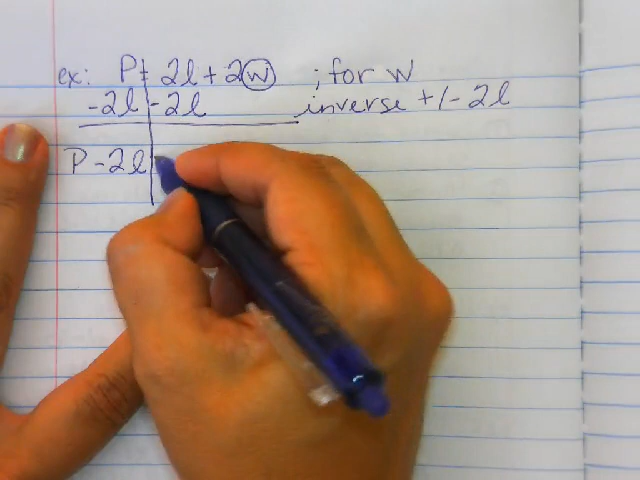 ex: P = 2l + 2w ; for w
-2l -2l inverse +/- 2l
P - 2l